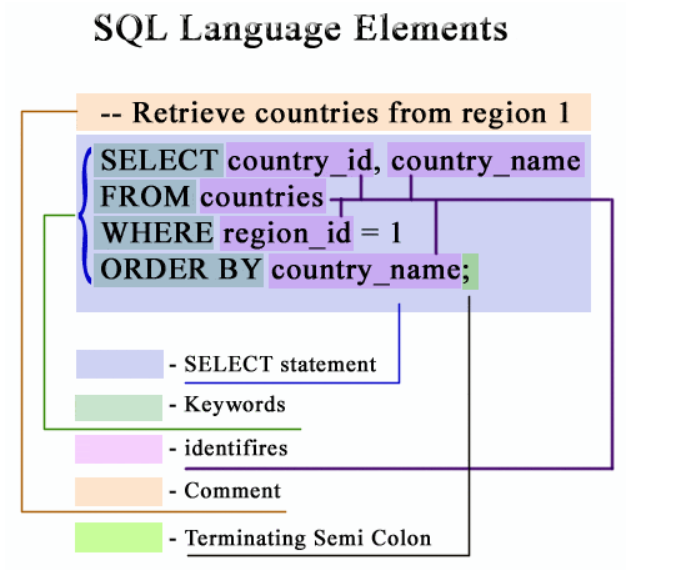 SQL Language Elements
-- Retrieve countries from region 1
SELECT country_id, country_name
FROM countries
WHERE region_id = 1
ORDER BY country_name;
- SELECT statement
- Keywords
- identifires
- Comment
- Terminating Semi Colon